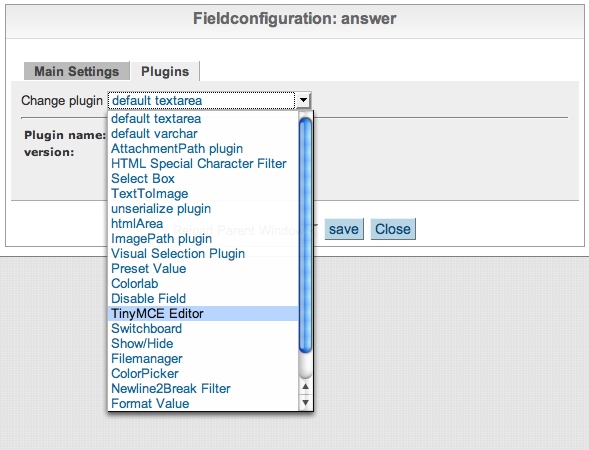 Fieldconfiguration: answer
Main Settings Plugins
Change plugin default textarea
Plugin name:
version:
default textarea
default varchar
AttachmentPath plugin
HTML Special Character Filter
Select Box
TextToImage
unserialize plugin
htmlArea
ImagePath plugin
Visual Selection Plugin
Preset Value
Colorlab
Disable Field
TinyMCE Editor
Switchboard
Show/Hide
Filemanager
ColorPicker
Newline2Break Filter
Format Value
Reload Parent Window save Close